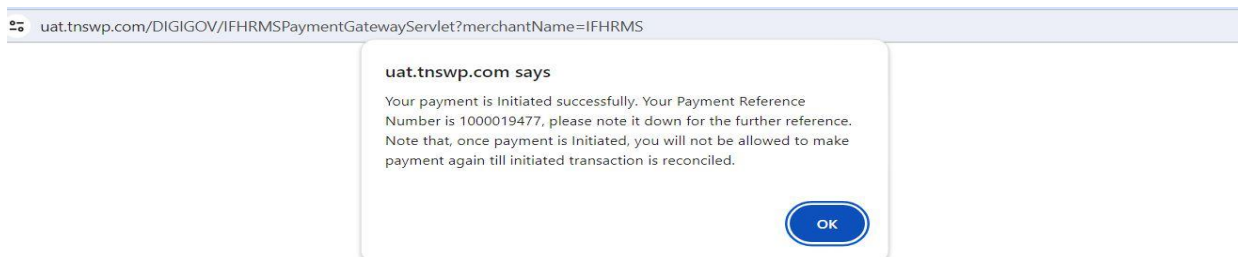 uat.tnswp.com/DIGIGOV/IFHRMSPaymentGatewayServlet?merchantName=IFHRMS
uat.tnswp.com says
Your payment is Initiated successfully. Your Payment Reference
Number is 1000019477, please note it down for the further reference.
Note that, once payment is Initiated, you will not be allowed to make
payment again till initiated transaction is reconciled.
OK